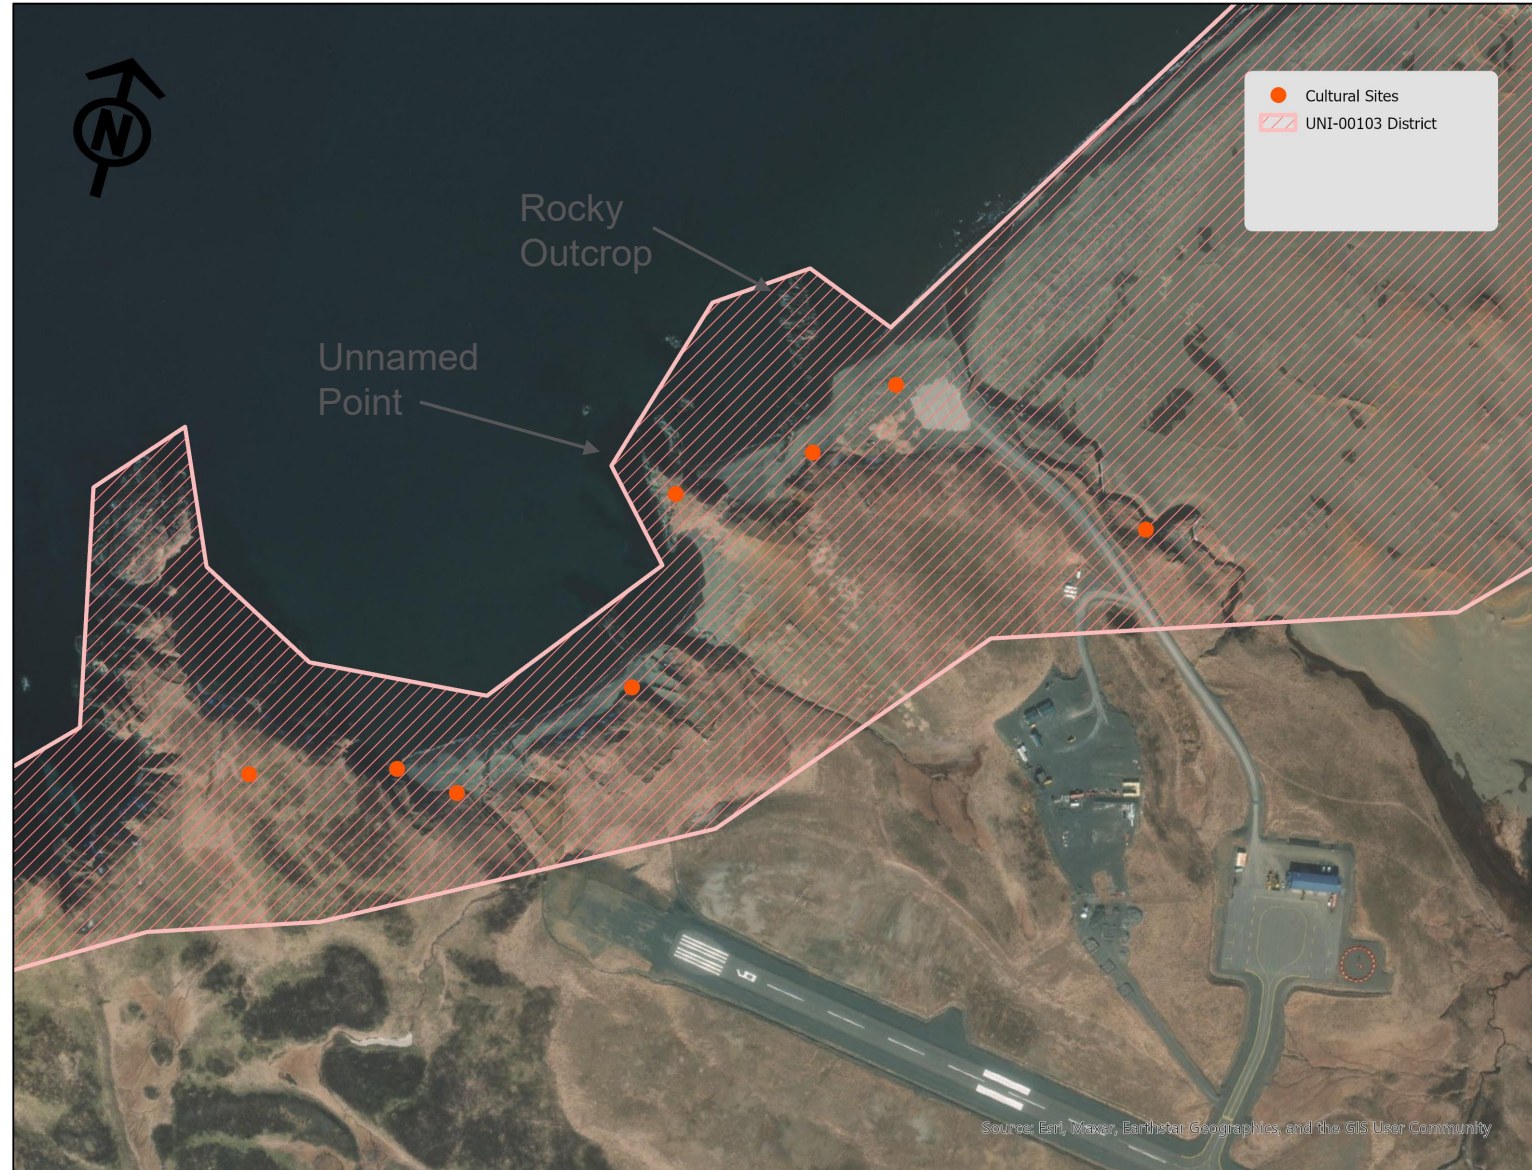 N
Cultural Sites
UNI-00103 District
Rocky
Outcrop
Unnamed
Point
Source: Esri, Maxar, Earthstar Geographics, and the GIS User Community